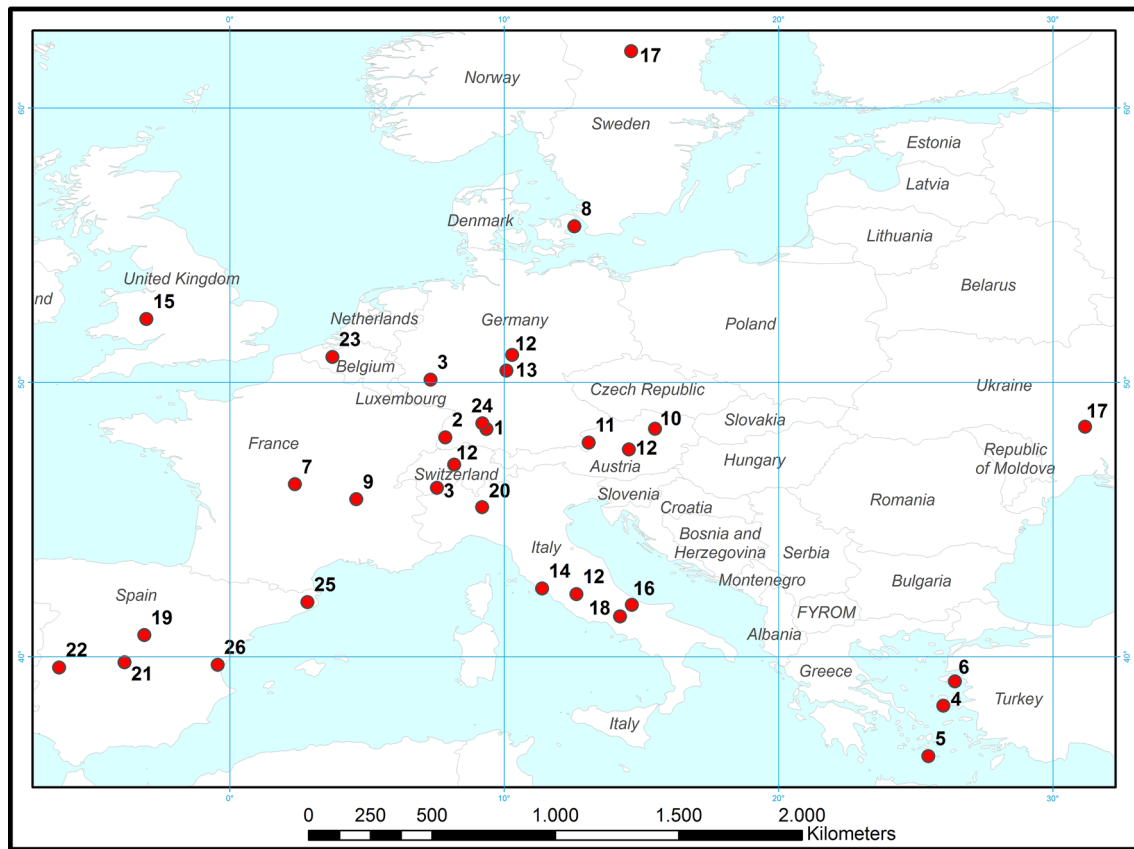 0° 10° 20° 30°
17
Norway
60° 60°
Sweden
Estonia
Latvia
8
Denmark
Lithuania
United Kingdom
nd
15
Belarus
Netherlands
Germany
Poland
23
12
Belgium
3
13
50° 50°
Czech Republic
Ukraine
Luxembourg
24
2
1
11
10
Slovakia
17
France
12
12
Republic
of Moldova
Hungary
Austria
7
Switzerland
9
3
20
Slovenia
Romania
Croatia
Bosnia and
Herzegovina
Italy
Serbia
14
12
Montenegro
Bulgaria
25
16
Spain
18
FYROM
19
Albania
22
26
40° 40°
21
Greece
6
4
Turkey
Italy
5
0° 10° 20° 30°
0 250 500 1.000 1.500 2.000
Kilometers